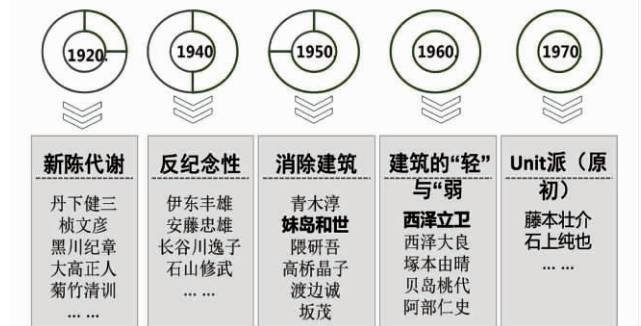 1920.
1940
1950
1960.
1970.
新陈代谢
丹下健三
桢文彦
黑川纪章
大高正人
菊竹清训
... ...
反纪念性
伊东丰雄
安藤忠雄
长谷川逸子
石山修武
... ...
消除建筑
青木淳
妹岛和世
隈研吾
高桥晶子
渡边诚
坂茂
建筑的“轻”
与“弱
西泽立卫
西泽大良
塚本由晴
贝岛桃代
阿部仁史
Unit派（原
初）
藤本壮介
石上纯也
... ...